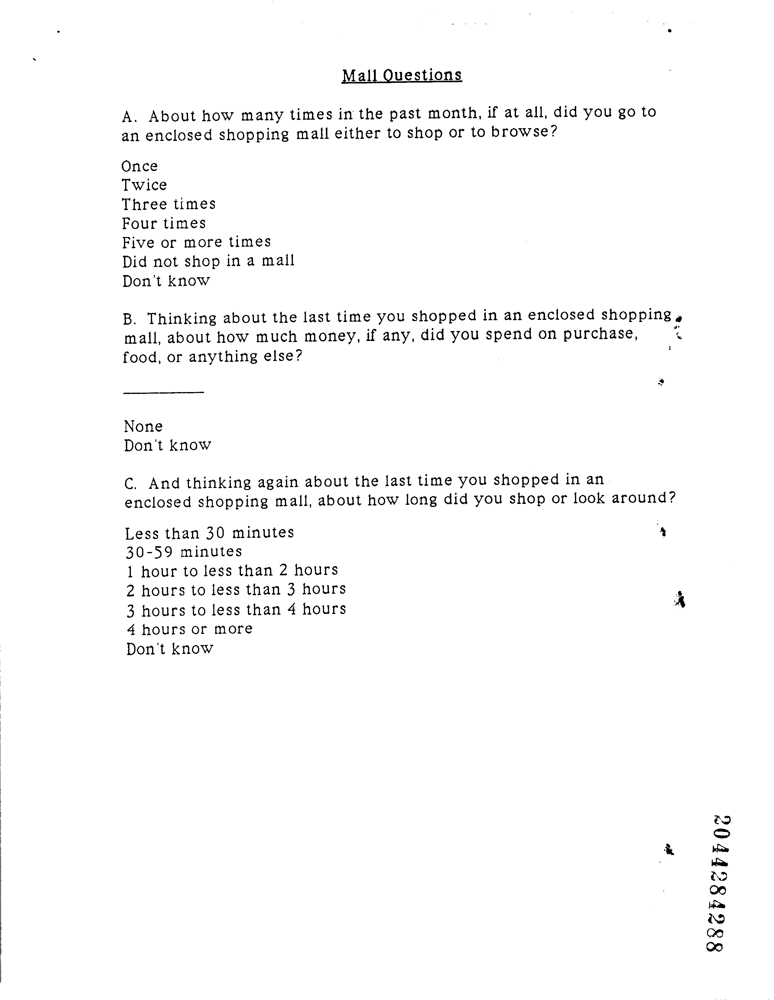 Mall Questions
A. About how many times in the past month, if at all, did you go to
an enclosed shopping mall either to shop or to browse?
Once
Twice
Three times
Four times
Five or more times
Did not shop in a mall
Don't know
B. Thinking about the last time you shopped in an enclosed shopping
mall, about how much money, if any, did you spend on purchase,
food, or anything else?
__________
None
Don't know
C. And thinking again about the last time you shopped in an
enclosed shopping mall, about how long did you shop or look around?
Less than 30 minutes
30-59 minutes
1 hour to less than 2 hours
2 hours to less than 3 hours
3 hours to less than 4 hours
4 hours or more
Don't know
2044284288